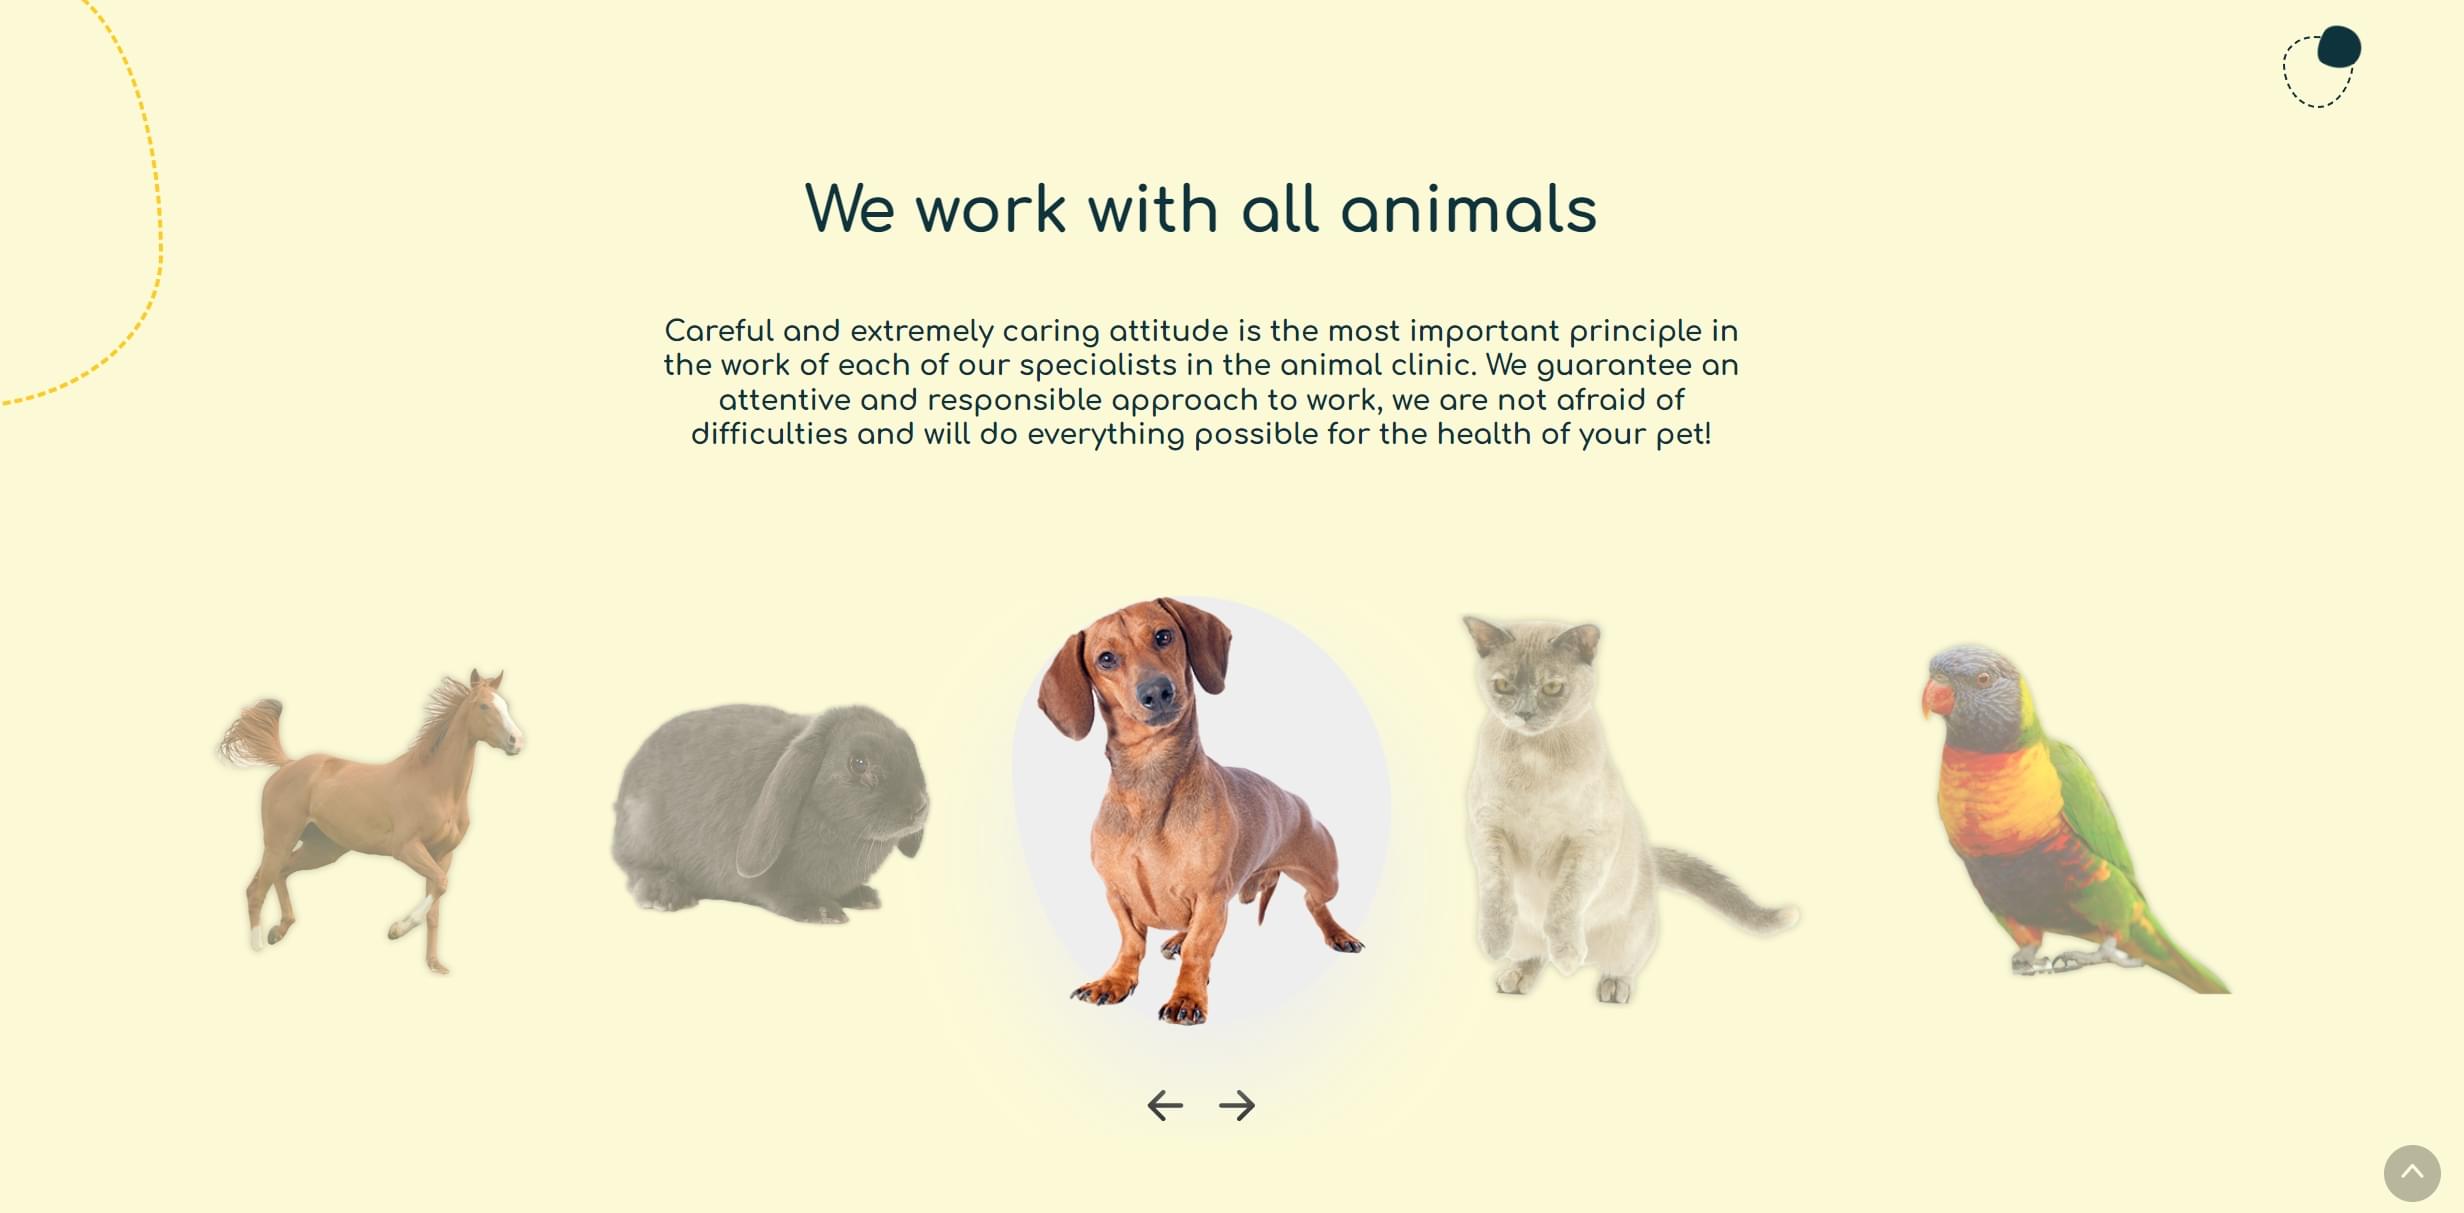 We work with all animals
Careful and extremely caring attitude is the most important principle in
the work of each of our specialists in the animal clinic. We guarantee an
attentive and responsible approach to work, we are not afraid of
difficulties and will do everything possible for the health of your pet!